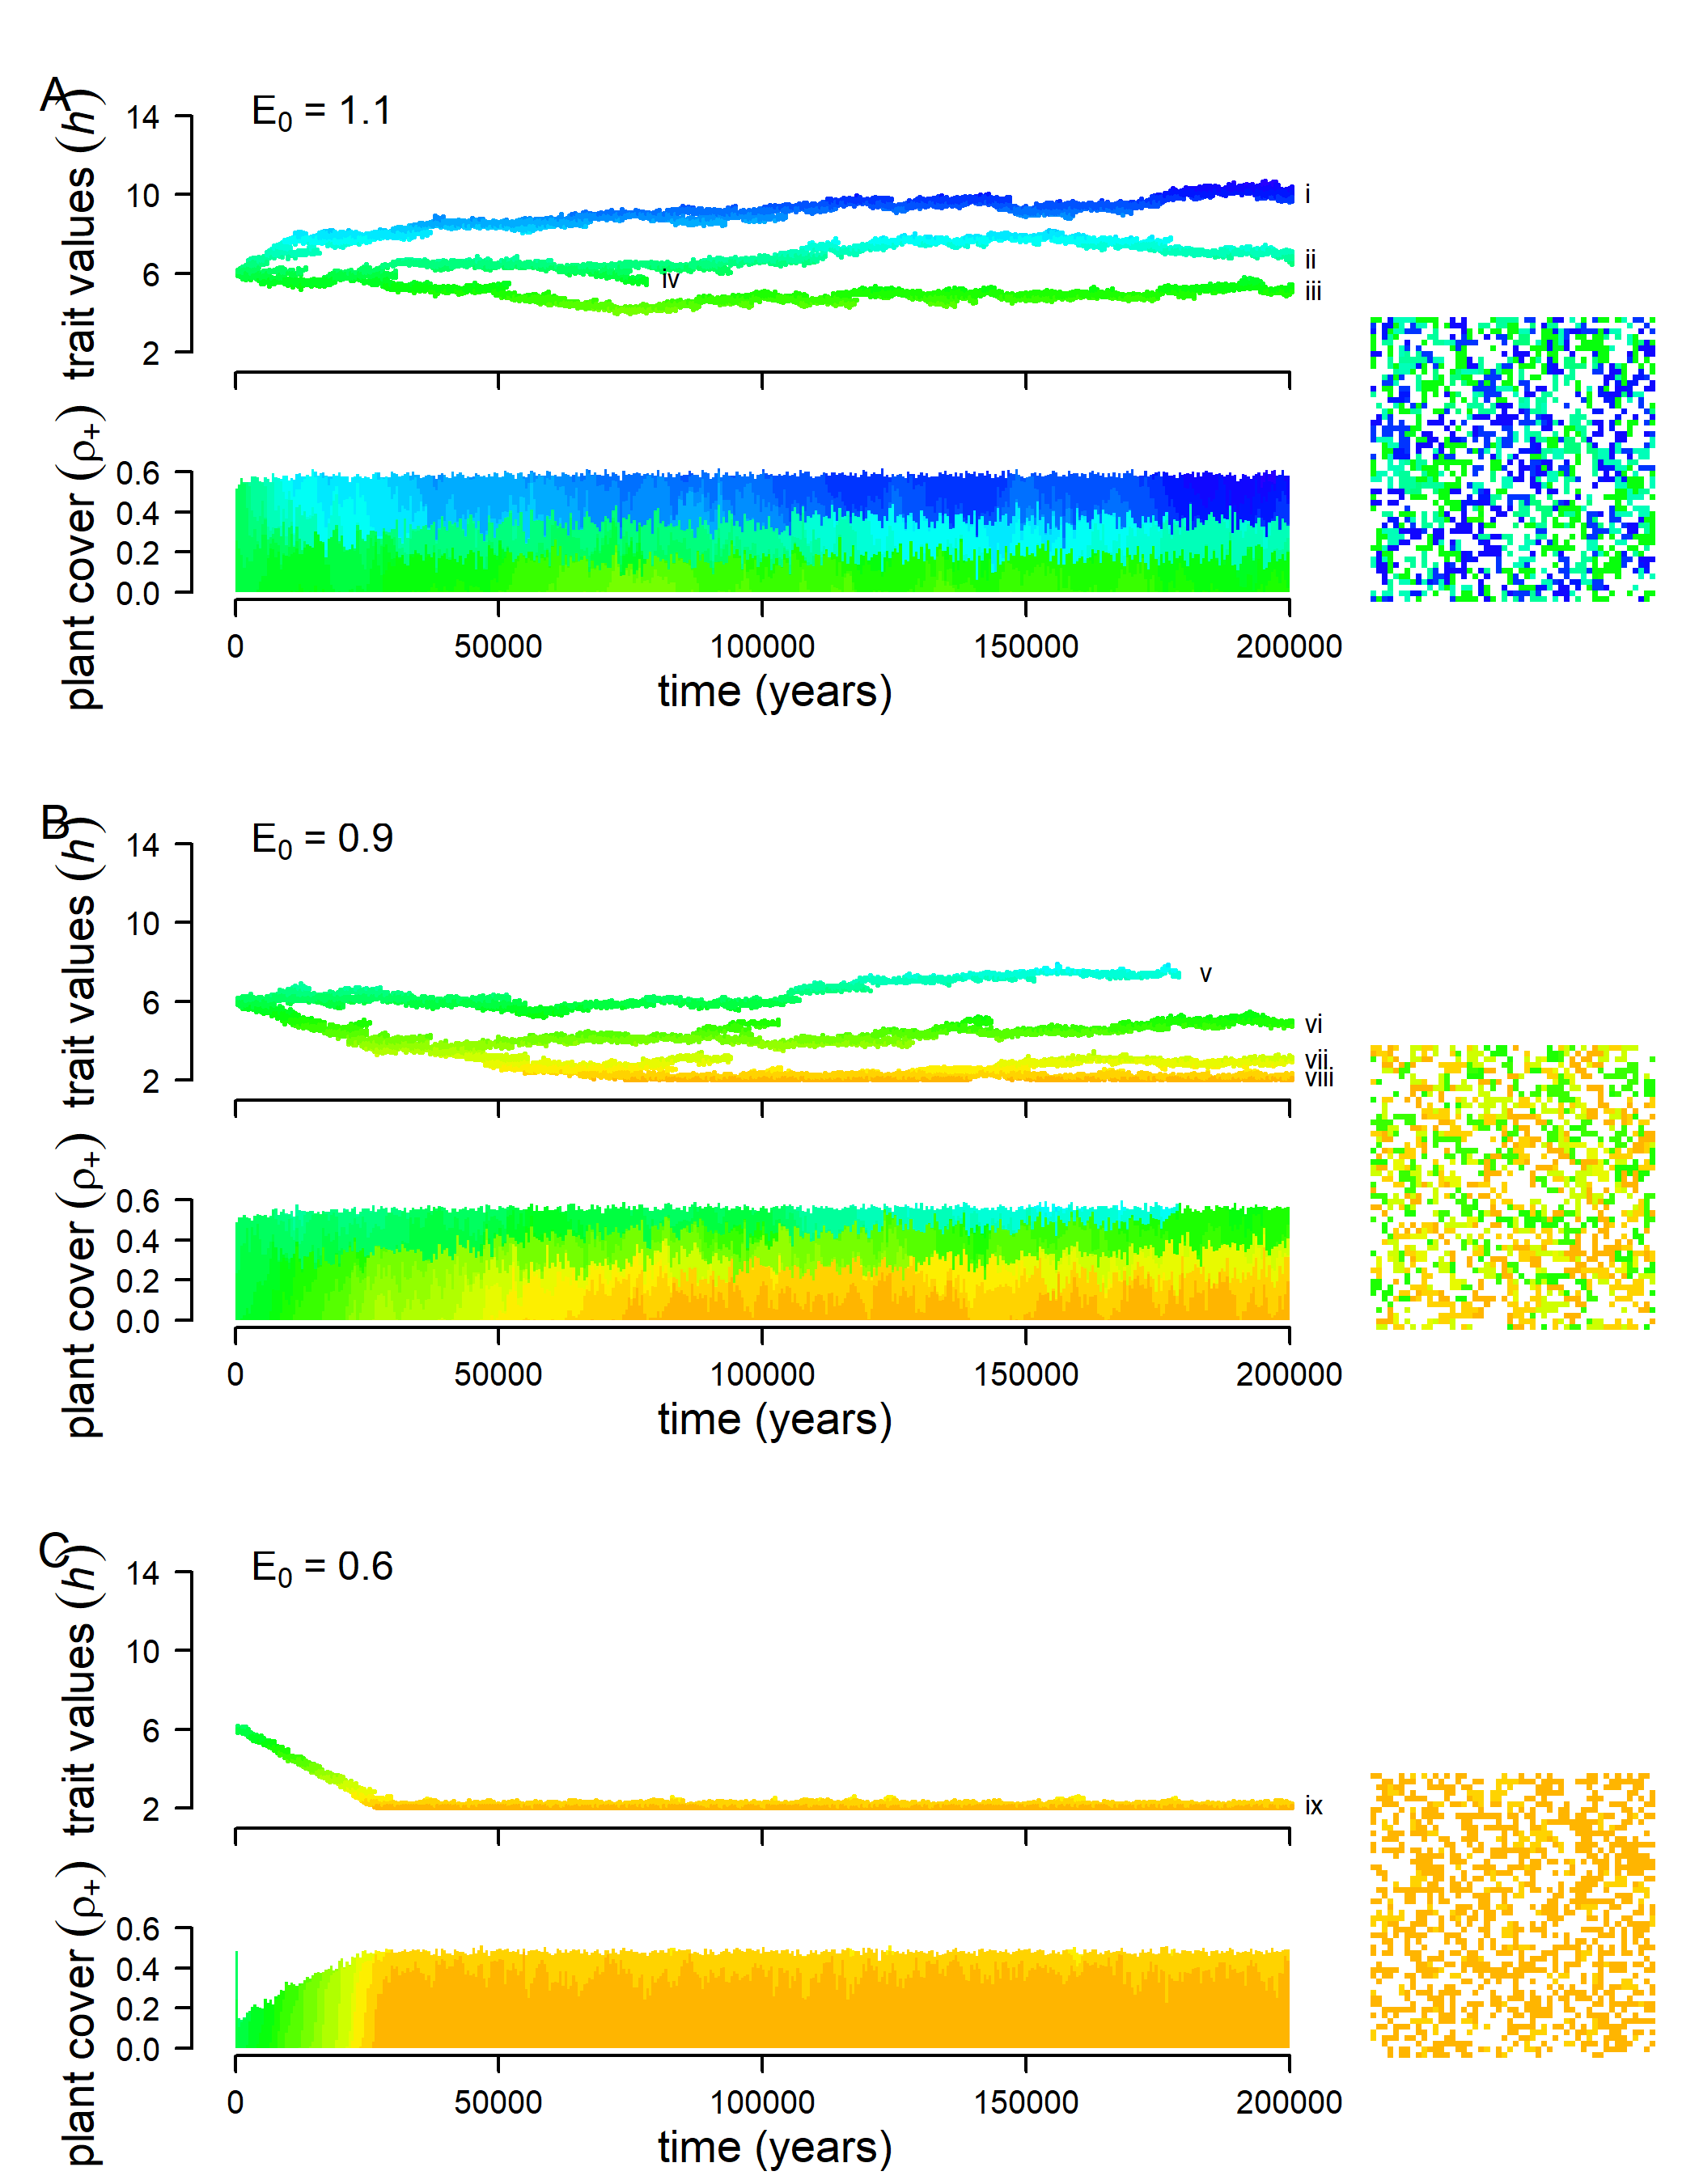 A
E₀ = 1.1
trait values (h)
14
10
6
2
i
ii
iii
iv
plant cover (ρ₊)
0.6
0.4
0.2
0.0
0 50000 100000 150000 200000
time (years)
B
E₀ = 0.9
trait values (h)
14
10
6
2
v
vi
vii
viii
plant cover (ρ₊)
0.6
0.4
0.2
0.0
0 50000 100000 150000 200000
time (years)
C
E₀ = 0.6
trait values (h)
14
10
6
2
ix
plant cover (ρ₊)
0.6
0.4
0.2
0.0
0 50000 100000 150000 200000
time (years)